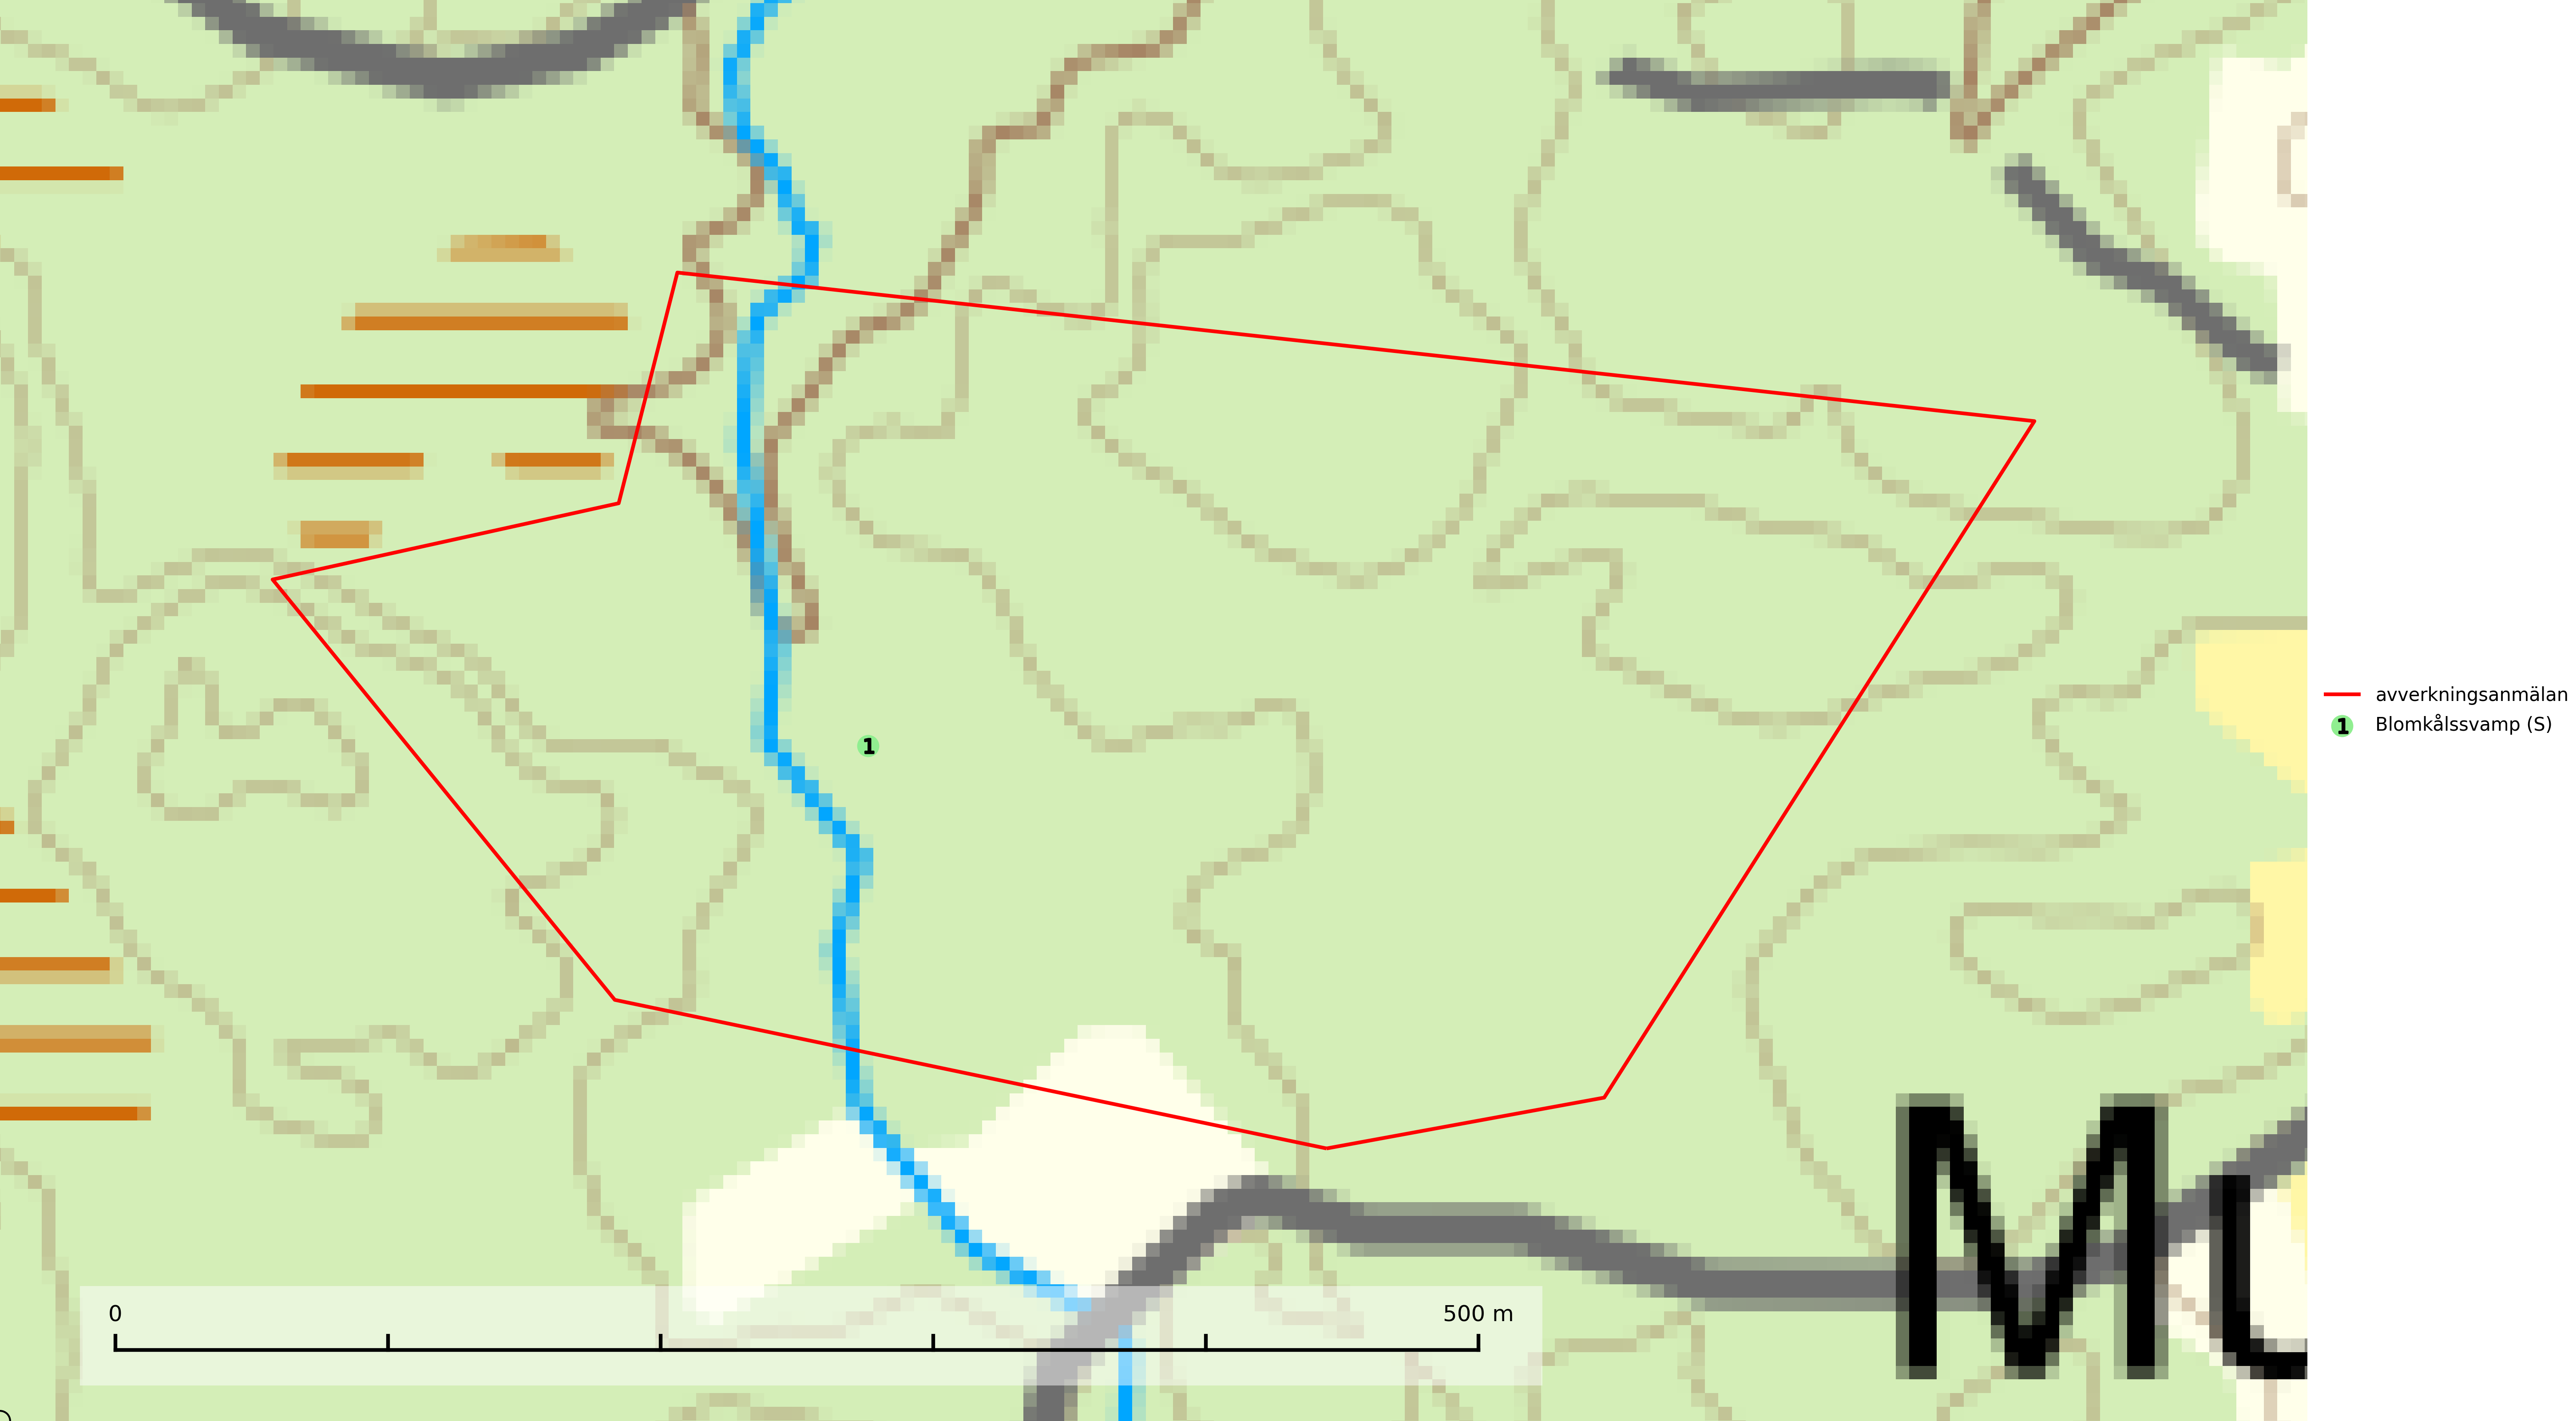 avverkningsanmälan
1
1 Blomkålssvamp (S)
0 500 m